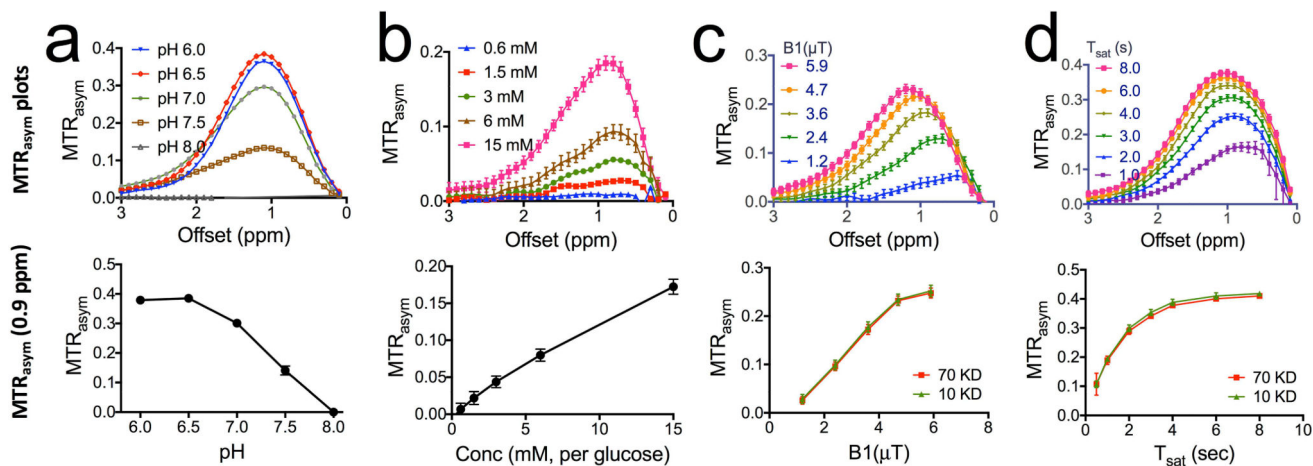 a
MTRasym plots
MTRasym
0.4
0.3
0.2
0.1
0.0
pH 6.0
pH 6.5
pH 7.0
pH 7.5
pH 8.0
3
2
1
0
Offset (ppm)
b
MTRasym
0.2
0.1
0.0
0.6 mM
1.5 mM
3 mM
6 mM
15 mM
3
2
1
0
Offset (ppm)
c
MTRasym
0.3
0.2
0.1
0.0
B1(μT)
5.9
4.7
3.6
2.4
1.2
3
2
1
0
Offset (ppm)
d
MTRasym
0.5
0.4
0.3
0.2
0.1
0.0
Tsat (s)
8.0
6.0
4.0
3.0
2.0
1.0
3
2
1
0
Offset (ppm)
MTRasym (0.9 ppm)
MTRasym
0.5
0.4
0.3
0.2
0.1
0.0
6.0
6.5
7.0
7.5
8.0
pH
MTRasym
0.20
0.15
0.10
0.05
0.00
0
5
10
15
Conc (mM, per glucose)
MTRasym
0.3
0.2
0.1
0.0
70 KD
10 KD
0
2
4
6
8
B1(μT)
MTRasym
0.5
0.4
0.3
0.2
0.1
0.0
70 KD
10 KD
0
2
4
6
8
10
Tsat (sec)